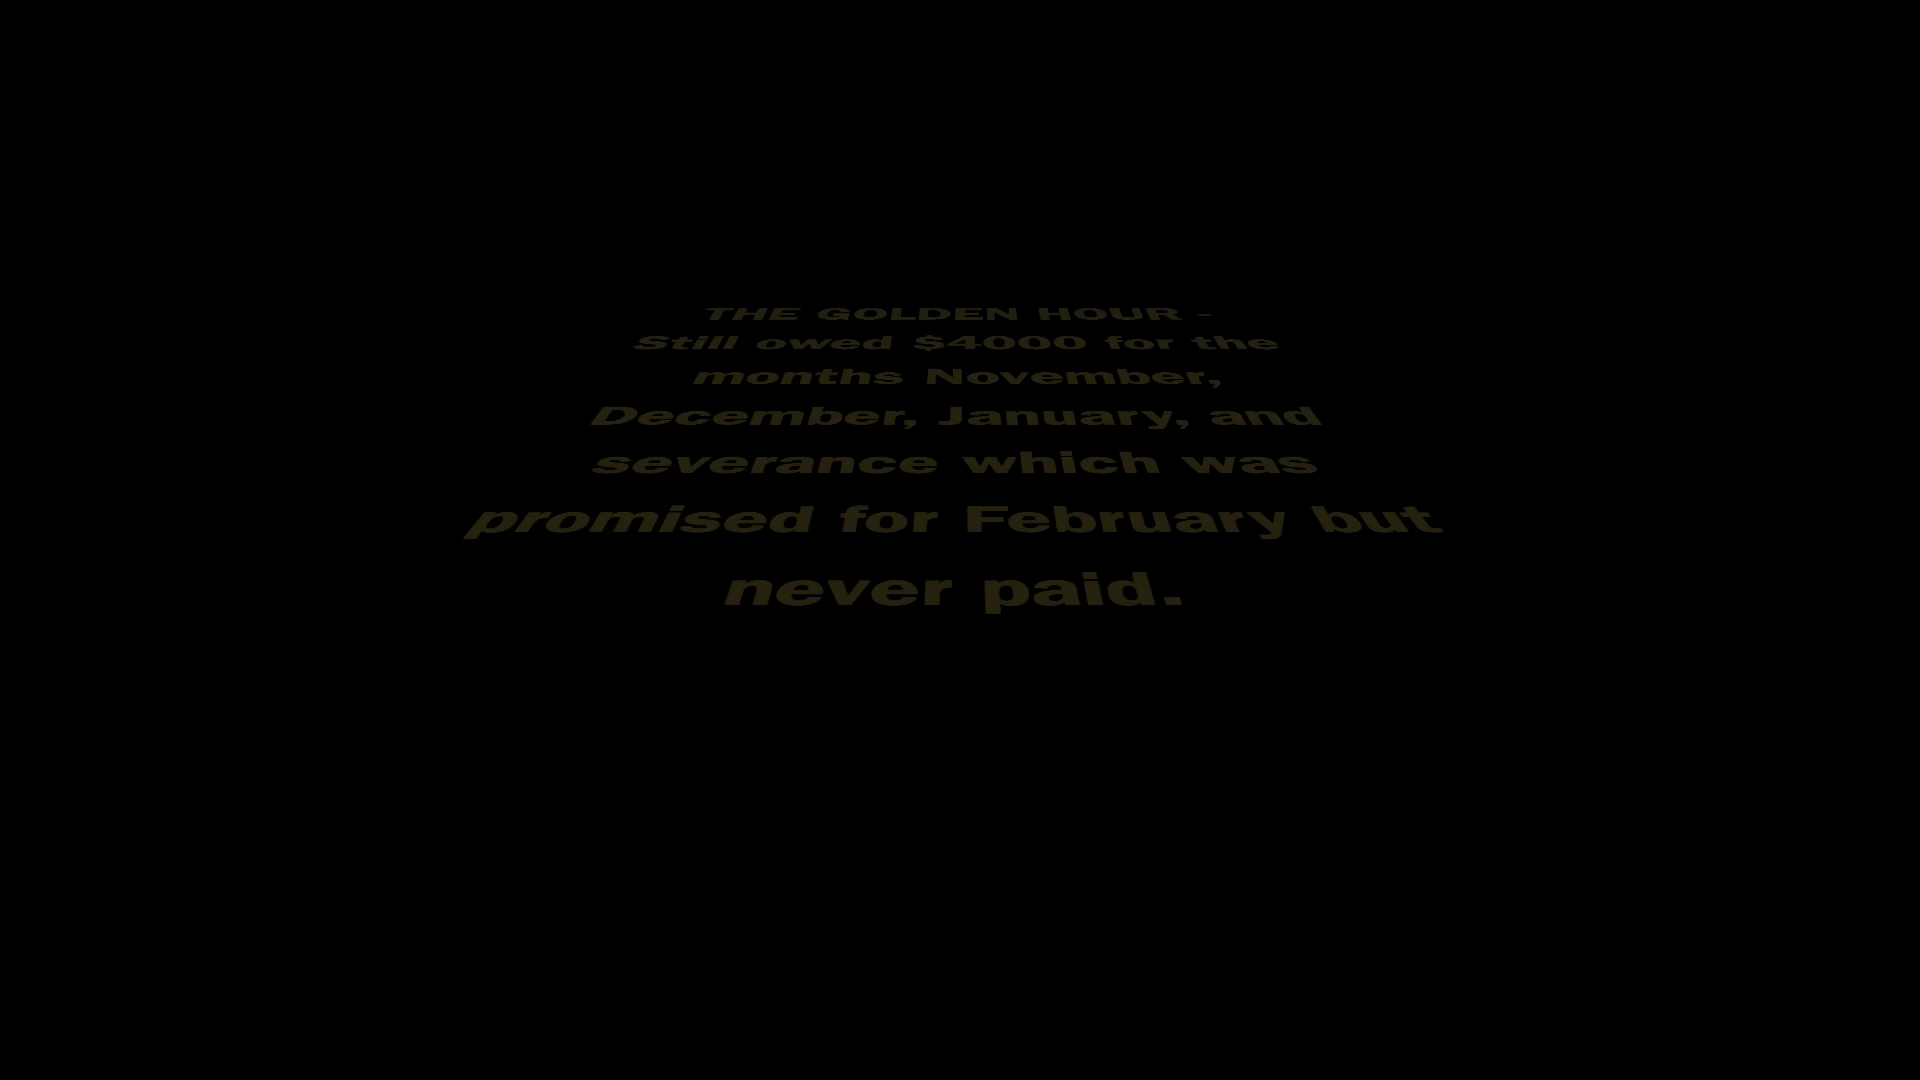 THE GOLDEN HOUR -
Still owed $4000 for the
months November,
December, January, and
severance which was
promised for February but
never paid.